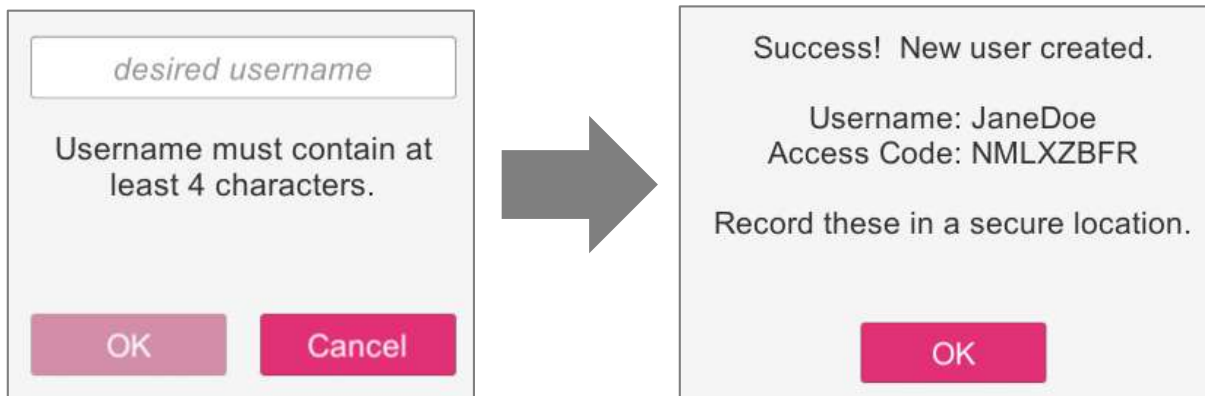 desired username
Username must contain at
least 4 characters.
OK
Cancel
Success!  New user created.
Username: JaneDoe
Access Code: NMLXZBFR
Record these in a secure location.
OK